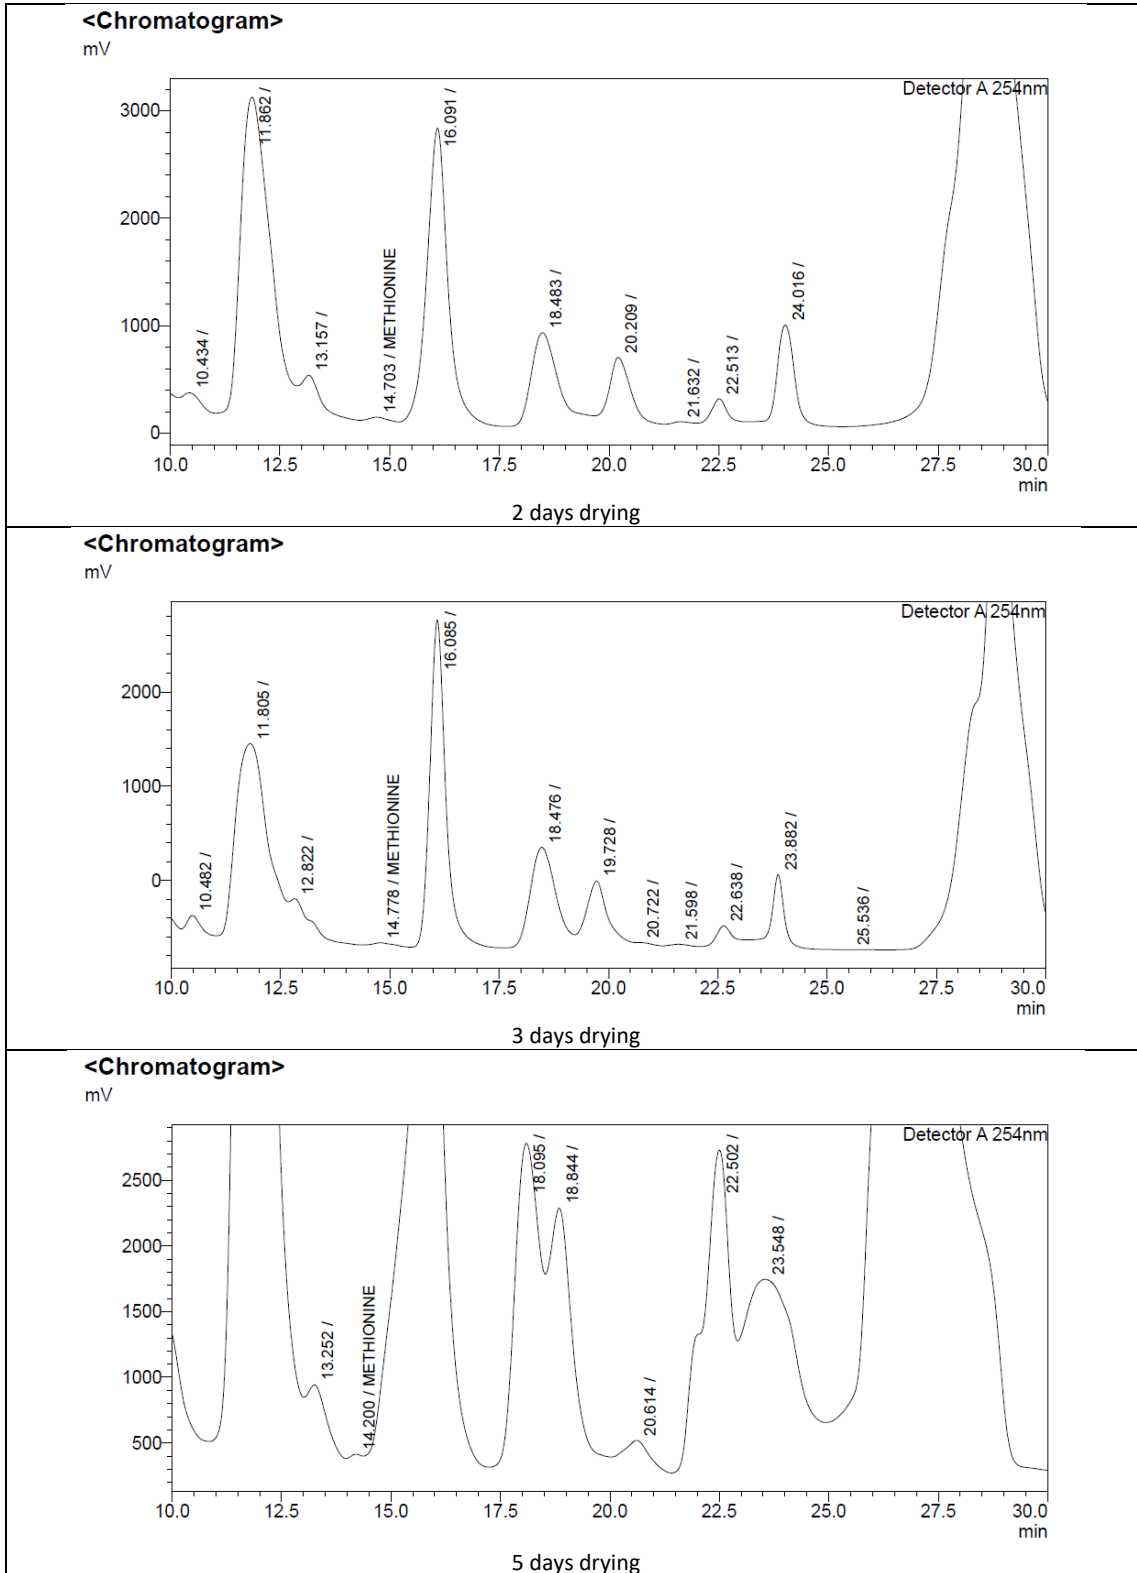 <Chromatogram>
mV
Detector A 254nm
3000
2000
1000
0
10.434 /
11.862 /
13.157 /
14.703 / METHIONINE
16.091 /
18.483 /
20.209 /
21.632 /
22.513 /
24.016 /
10.0 12.5 15.0 17.5 20.0 22.5 25.0 27.5 30.0
min
2 days drying
<Chromatogram>
mV
Detector A 254nm
2000
1000
0
10.482 /
11.805 /
12.822 /
14.778 / METHIONINE
16.085 /
18.476 /
19.728 /
20.722 /
21.598 /
22.638 /
23.882 /
25.536 /
10.0 12.5 15.0 17.5 20.0 22.5 25.0 27.5 30.0
min
3 days drying
<Chromatogram>
mV
Detector A 254nm
2500
2000
1500
1000
500
13.252 /
14.200 / METHIONINE
18.095 /
18.844 /
20.614 /
22.502 /
23.548 /
10.0 12.5 15.0 17.5 20.0 22.5 25.0 27.5 30.0
min
5 days drying